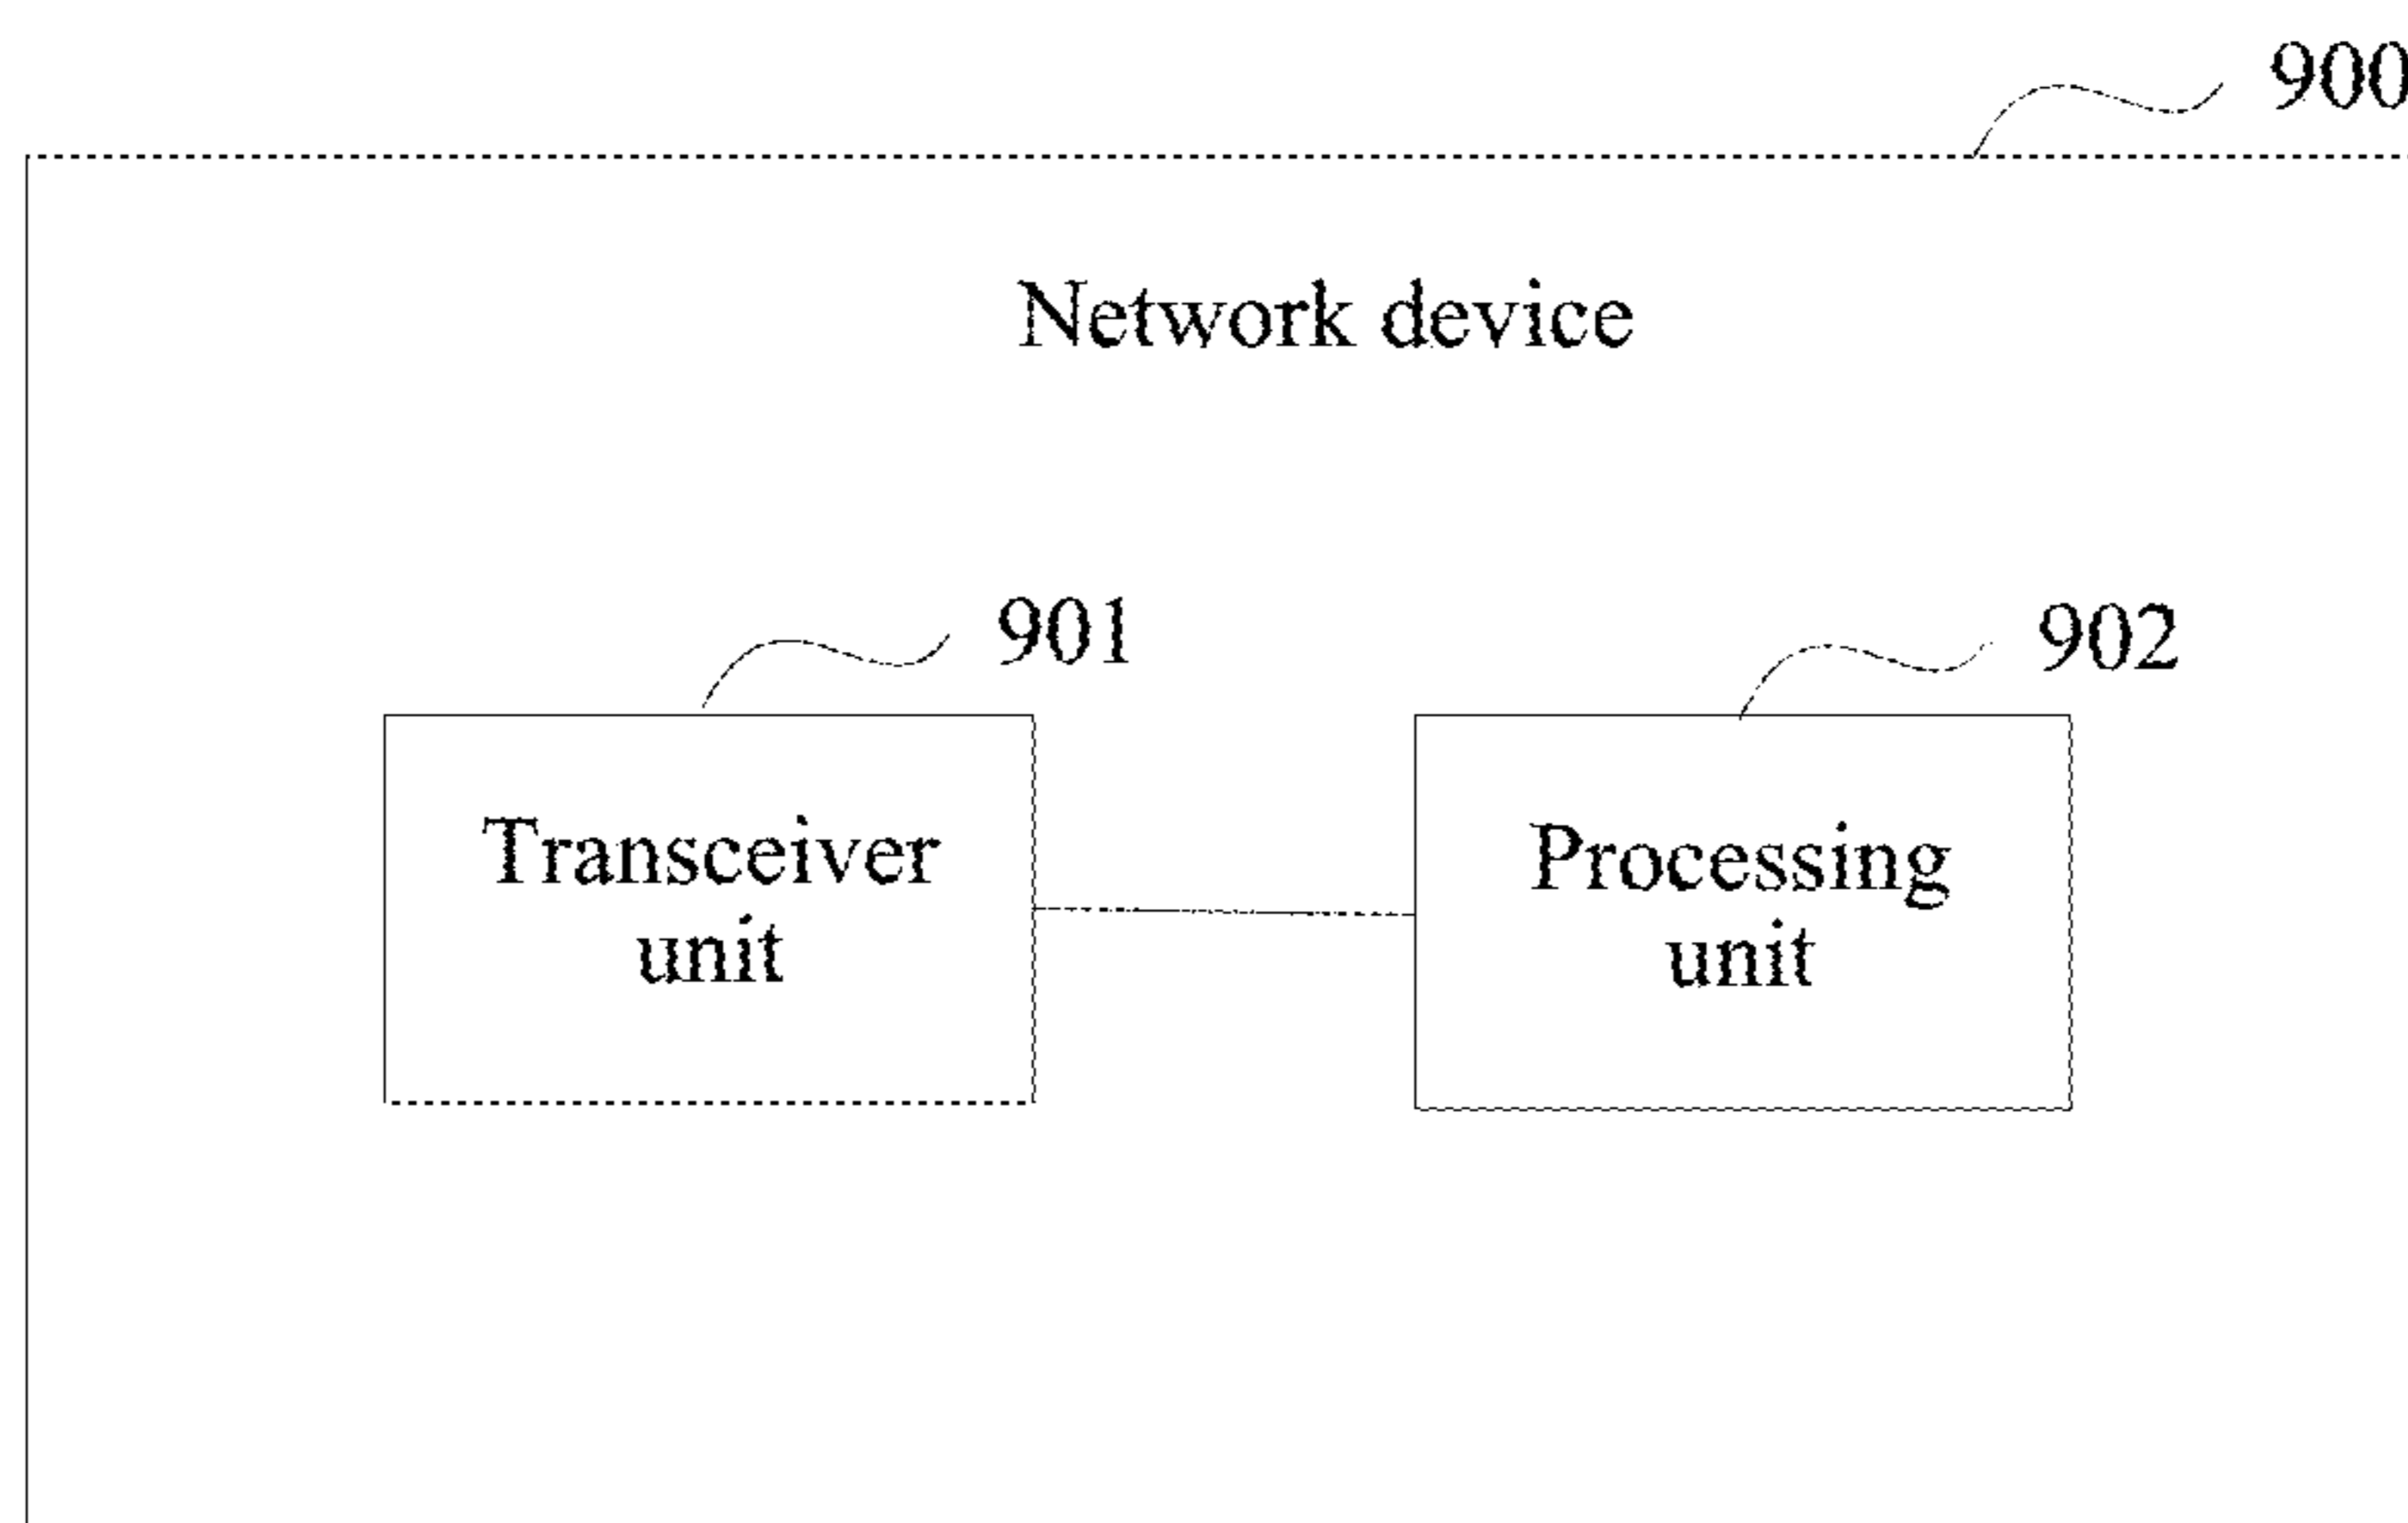 900
Network device
901
902
Transceiver
unit
Processing
unit